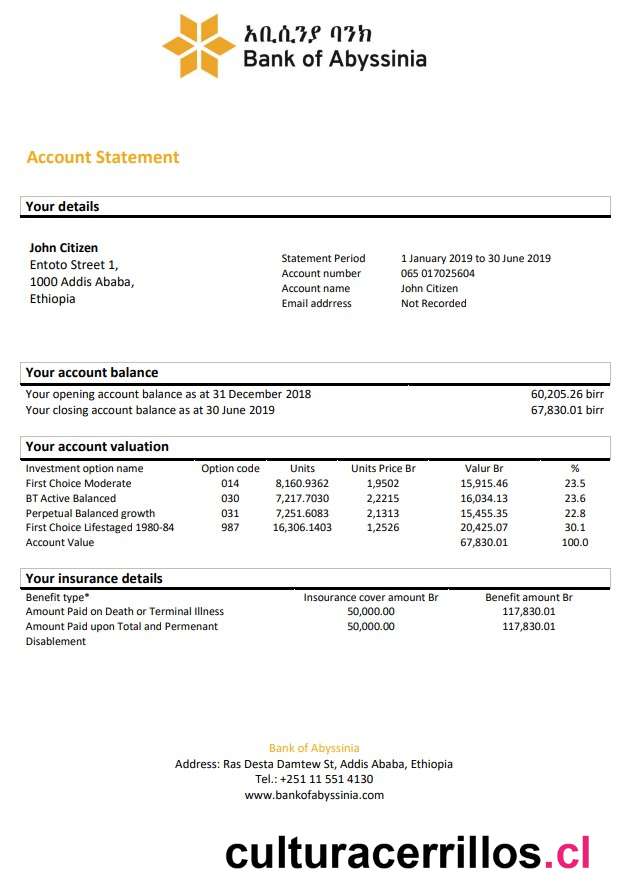 አቢሲንያ ባንክ
Bank of Abyssinia
Account Statement
Your details
John Citizen
Entoto Street 1,
1000 Addis Ababa,
Ethiopia
Statement Period 1 January 2019 to 30 June 2019
Account number 065 017025604
Account name John Citizen
Email addrress Not Recorded
Your account balance
Your opening account balance as at 31 December 2018 60,205.26 birr
Your closing account balance as at 30 June 2019 67,830.01 birr
Your account valuation
Investment option name Option code Units Units Price Br Valur Br %
First Choice Moderate 014 8,160.9362 1,9502 15,915.46 23.5
BT Active Balanced 030 7,217.7030 2,2215 16,034.13 23.6
Perpetual Balanced growth 031 7,251.6083 2,1313 15,455.35 22.8
First Choice Lifestaged 1980-84 987 16,306.1403 1,2526 20,425.07 30.1
Account Value 67,830.01 100.0
Your insurance details
Benefit type* Insourance cover amount Br Benefit amount Br
Amount Paid on Death or Terminal Illness 50,000.00 117,830.01
Amount Paid upon Total and Permenant 50,000.00 117,830.01
Disablement
Bank of Abyssinia
Address: Ras Desta Damtew St, Addis Ababa, Ethiopia
Tel.: +251 11 551 4130
www.bankofabyssinia.com
culturacerrillos.cl